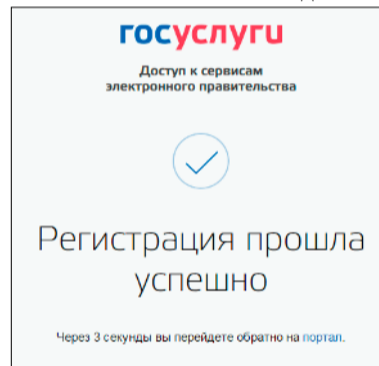 госуслуги
Доступ к сервисам
электронного правительства
Регистрация прошла
успешно
Через 3 секунды вы перейдете обратно на портал.